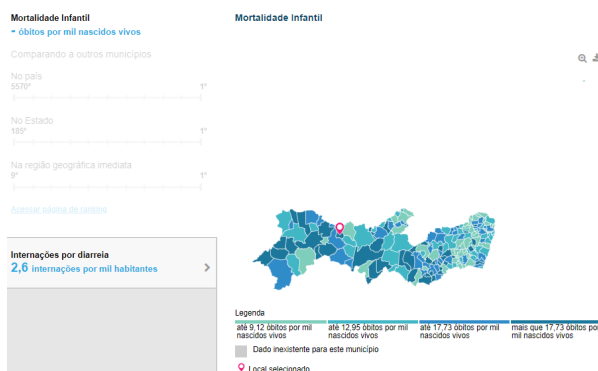 Mortalidade Infantil
- óbitos por mil nascidos vivos
Comparando a outros municípios
No país
5570º 1º
No Estado
185º 1º
Na região geográfica imediata
9º 1º
Acessar página de ranking
Internações por diarreia
2,6 internações por mil habitantes
Mortalidade Infantil
Legenda
até 9,12 óbitos por mil nascidos vivos
até 12,95 óbitos por mil nascidos vivos
até 17,73 óbitos por mil nascidos vivos
mais que 17,73 óbitos por mil nascidos vivos
Dado inexistente para este município
Local selecionado